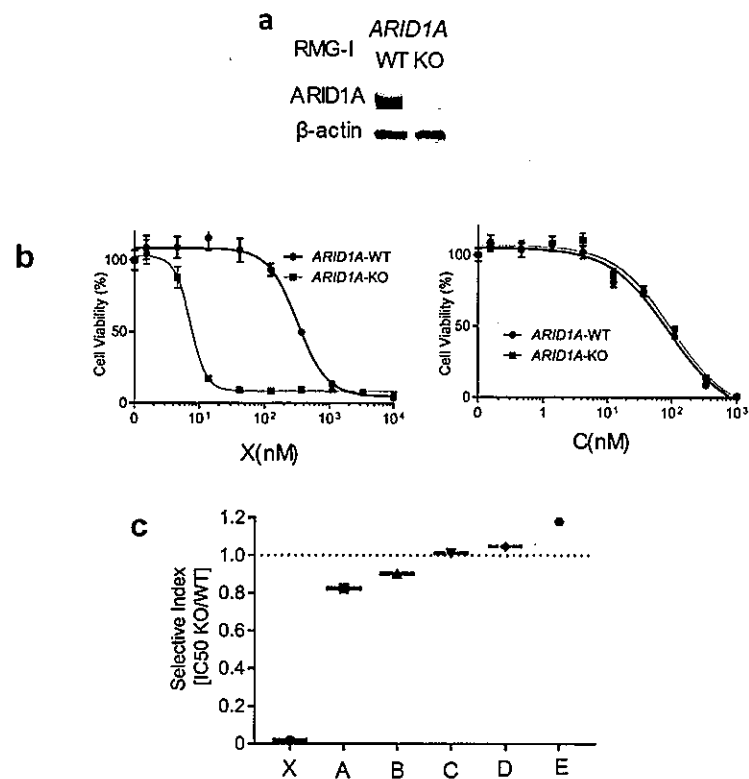 a
ARID1A
RMG-I
WT KO
ARID1A
β-actin
b
Cell Viability (%)
100
50
0
0
10¹
10²
10³
10⁴
X(nM)
ARID1A-WT
ARID1A-KO
Cell Viability (%)
100
50
0
0
1
10¹
10²
10³
C(nM)
ARID1A-WT
ARID1A-KO
c
Selective Index
[IC50 KO/WT]
1.2
1.0
0.8
0.6
0.4
0.2
0
X A B C D E